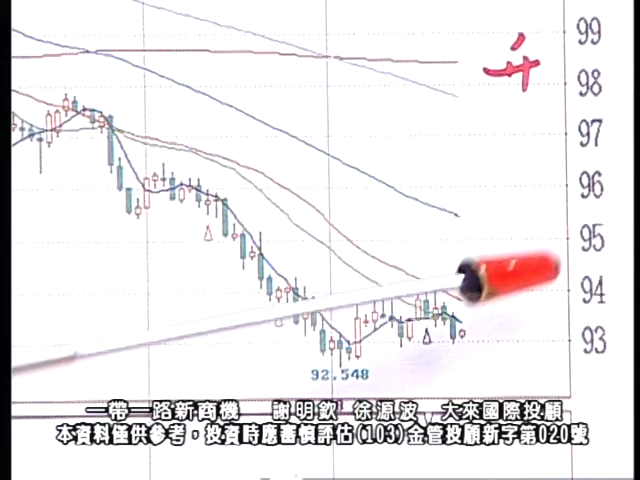 99
升
98
97
96
95
94
93
92.548
一帶一路新商機 謝明欽 徐源波 大來國際投顧
本資料僅供參考，投資時應審慎評估(103)金管投顧新字第020號